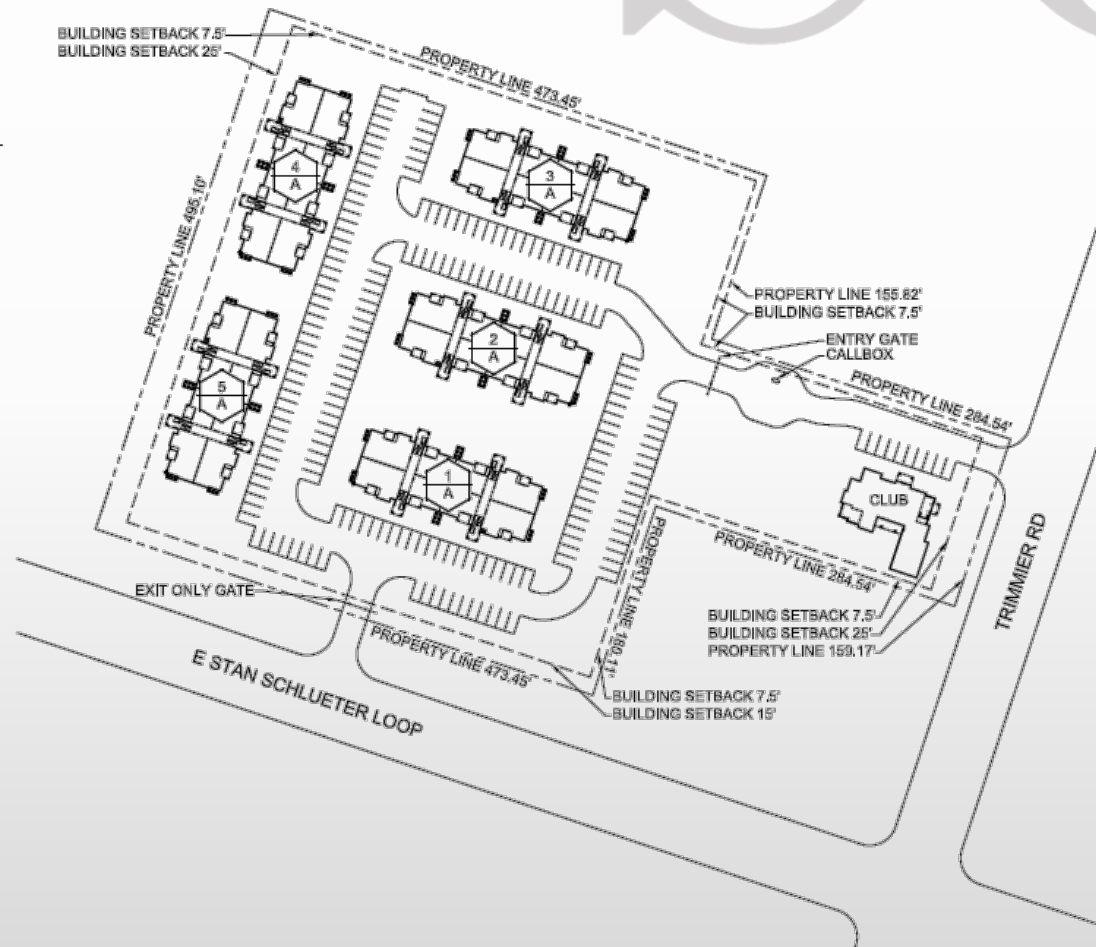 BUILDING SETBACK 7.5'
BUILDING SETBACK 25'
PROPERTY LINE 473.45'
4
A
3
A
PROPERTY LINE 495.10'
PROPERTY LINE 155.82'
BUILDING SETBACK 7.5'
ENTRY GATE
CALLBOX
2
A
PROPERTY LINE 284.54'
5
A
1
A
CLUB
PROPERTY LINE 284.54'
PROPERTY LINE 180.11'
TRIMMIER RD
EXIT ONLY GATE
BUILDING SETBACK 7.5'
BUILDING SETBACK 25'
PROPERTY LINE 159.17'
PROPERTY LINE 473.45'
E STAN SCHLUETER LOOP
BUILDING SETBACK 7.5'
BUILDING SETBACK 15'